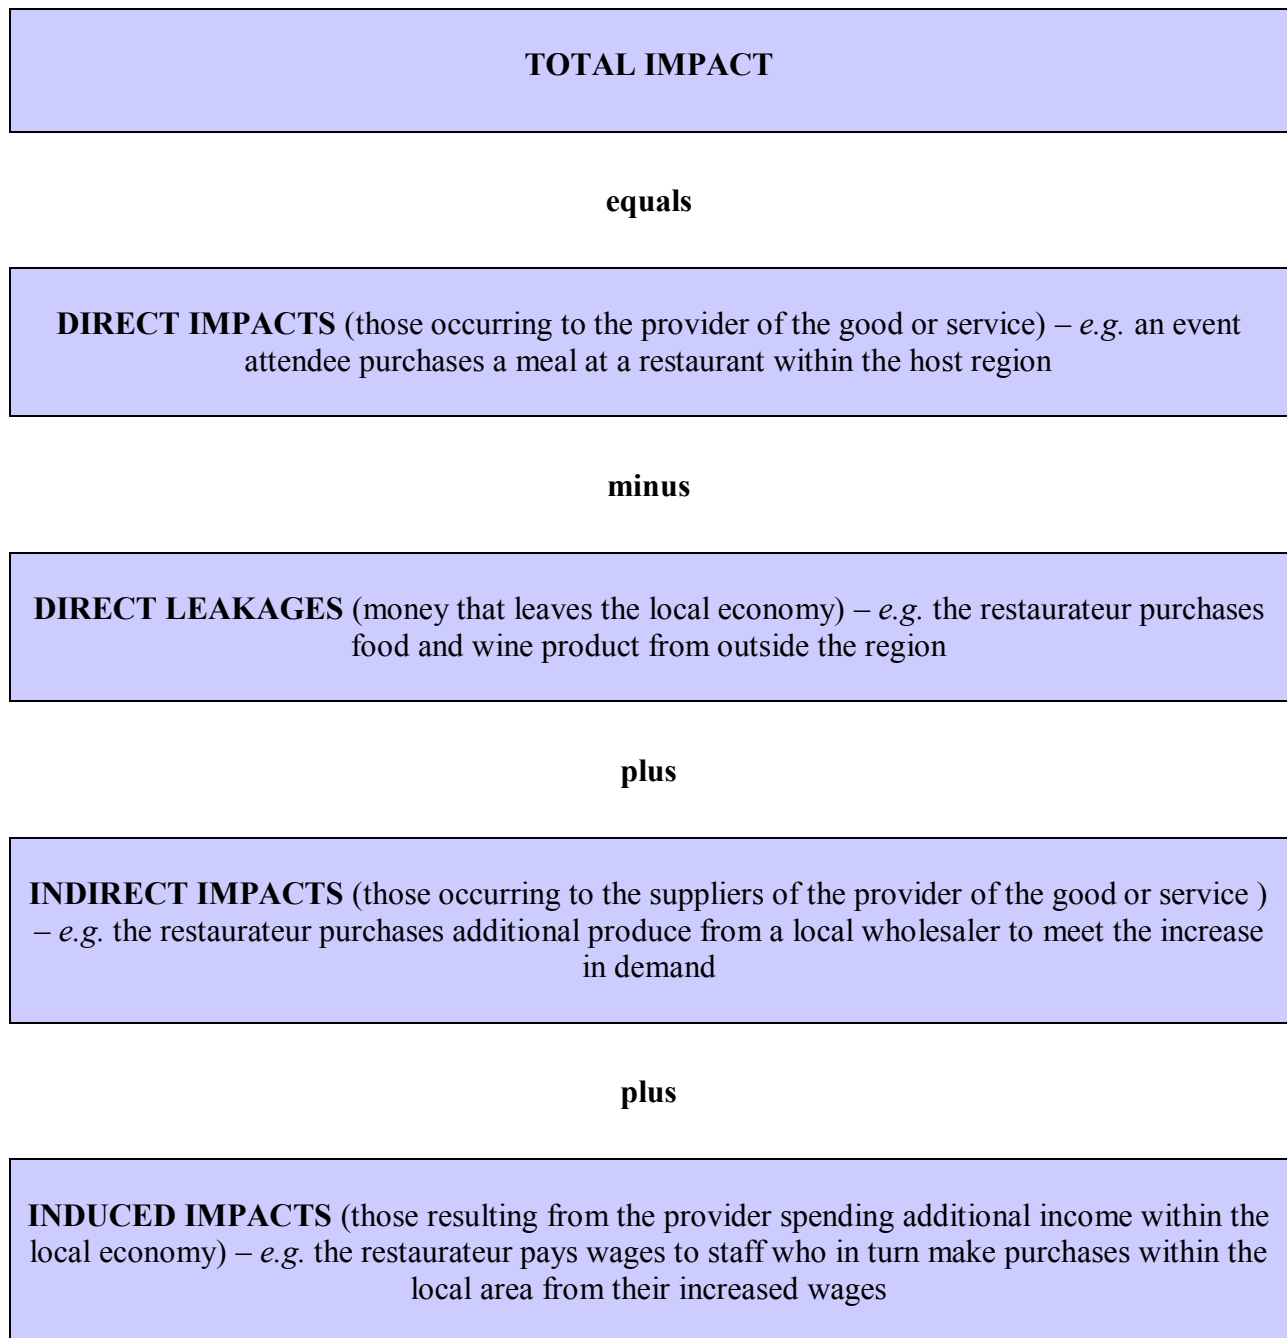 TOTAL IMPACT
equals
DIRECT IMPACTS (those occurring to the provider of the good or service) – e.g. an event
attendee purchases a meal at a restaurant within the host region
minus
DIRECT LEAKAGES (money that leaves the local economy) – e.g. the restaurateur purchases
food and wine product from outside the region
plus
INDIRECT IMPACTS (those occurring to the suppliers of the provider of the good or service )
– e.g. the restaurateur purchases additional produce from a local wholesaler to meet the increase
in demand
plus
INDUCED IMPACTS (those resulting from the provider spending additional income within the
local economy) – e.g. the restaurateur pays wages to staff who in turn make purchases within the
local area from their increased wages